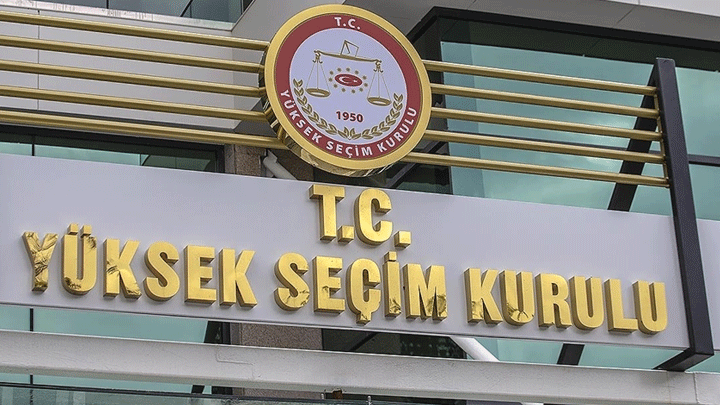 T.C.
1950
YÜKSEK SEÇİM KURULU
T.C.
YÜKSEK SEÇİM KURULU